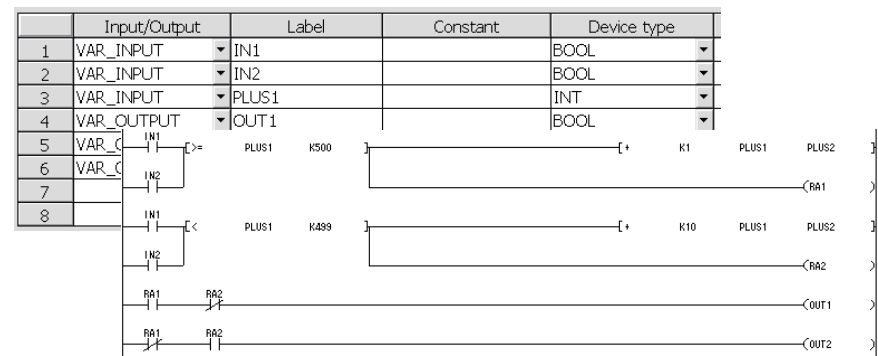 Input/Output Label Constant Device type
1 VAR_INPUT IN1 BOOL
2 VAR_INPUT IN2 BOOL
3 VAR_INPUT PLUS1 INT
4 VAR_OUTPUT OUT1 BOOL
5
6
7
8
IN1
[>= PLUS1 K500 ] [+ K1 PLUS1 PLUS2 ]
IN2
(RA1 )
IN1
[< PLUS1 K499 ] [+ K10 PLUS1 PLUS2 ]
IN2
(RA2 )
RA1 RA2
(OUT1 )
RA1 RA2
(OUT2 )